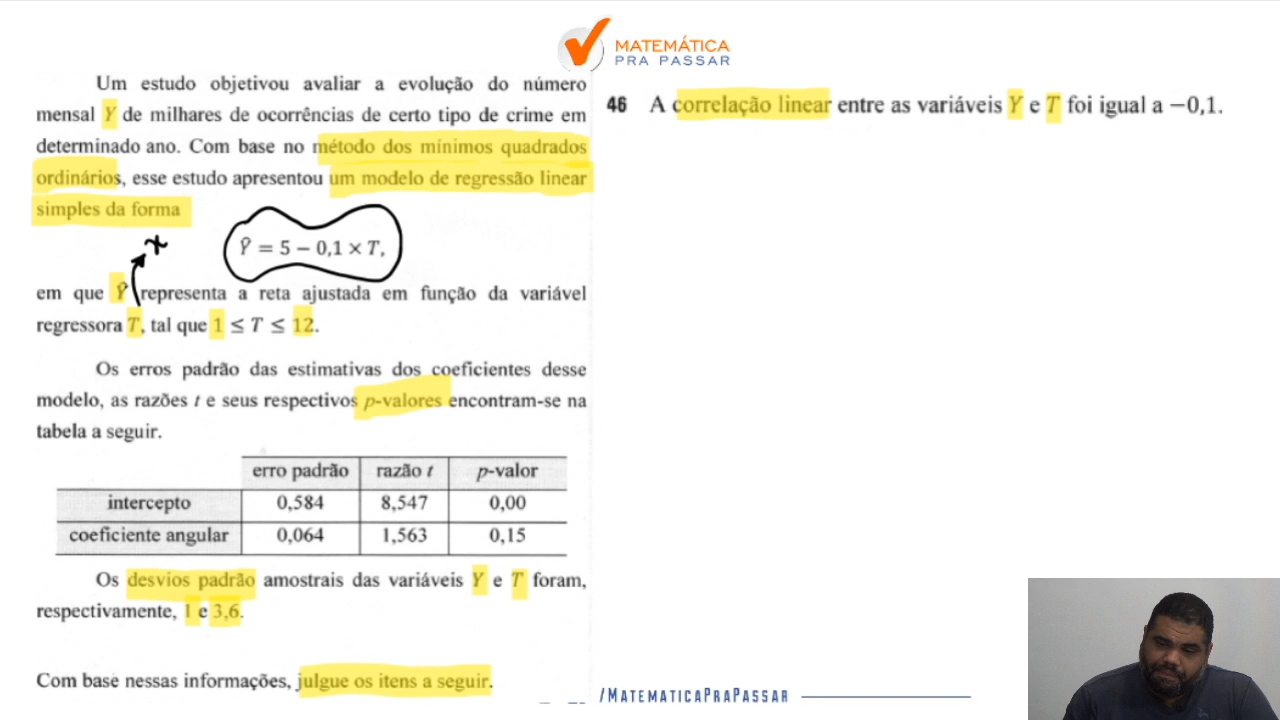 MATEMÁTICA
PRA PASSAR
Um estudo objetivou avaliar a evolução do número
mensal Y de milhares de ocorrências de certo tipo de crime em
determinado ano. Com base no método dos mínimos quadrados
ordinários, esse estudo apresentou um modelo de regressão linear
simples da forma
x
Ŷ = 5 − 0,1 × T,
em que Ŷ representa a reta ajustada em função da variável
regressora T, tal que 1 ≤ T ≤ 12.
Os erros padrão das estimativas dos coeficientes desse
modelo, as razões t e seus respectivos p-valores encontram-se na
tabela a seguir.
erro padrão razão t p-valor
intercepto 0,584 8,547 0,00
coeficiente angular 0,064 1,563 0,15
Os desvios padrão amostrais das variáveis Y e T foram,
respectivamente, 1 e 3,6.
Com base nessas informações, julgue os itens a seguir.
46 A correlação linear entre as variáveis Y e T foi igual a −0,1.
/MATEMATICAPRAPASSAR